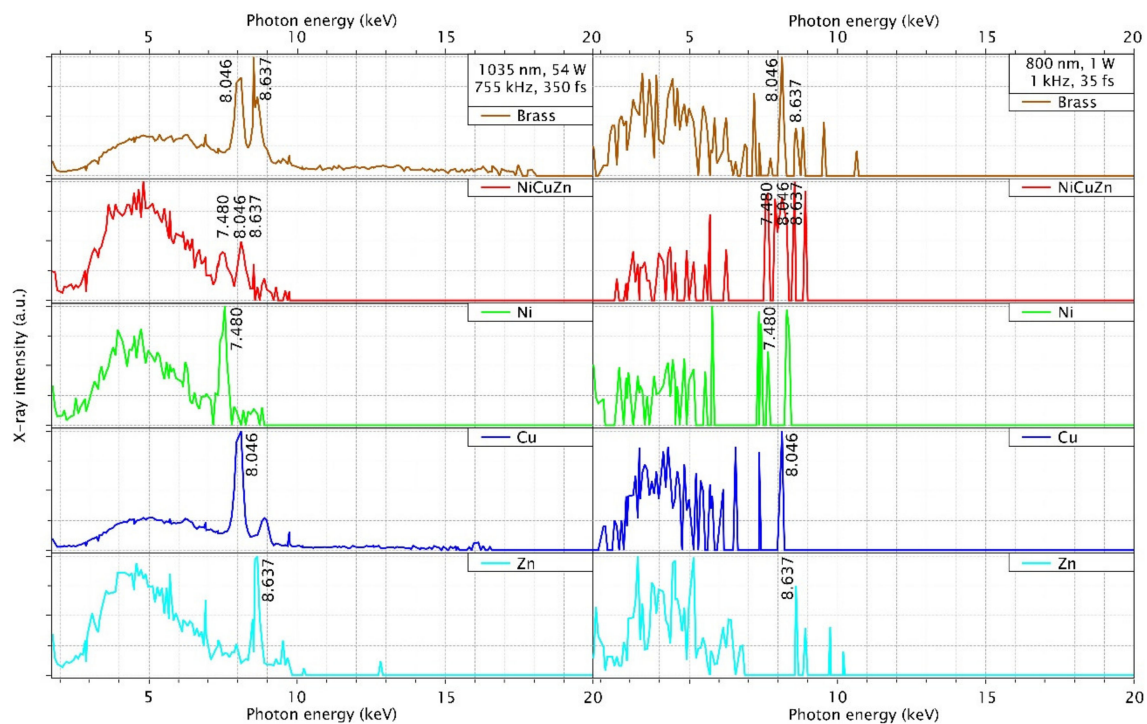 Photon energy (keV) Photon energy (keV)
5 10 15 20 5 10 15 20
8.046
8.637
1035 nm, 54 W
755 kHz, 350 fs
Brass
8.046
8.637
800 nm, 1 W
1 kHz, 35 fs
Brass
7.480
8.046
8.637
NiCuZn
7.480
8.046
8.637
NiCuZn
X-ray intensity (a.u.)
7.480
Ni
7.480
Ni
8.046
Cu
8.046
Cu
8.637
Zn
8.637
Zn
5 10 15 20 5 10 15 20
Photon energy (keV) Photon energy (keV)